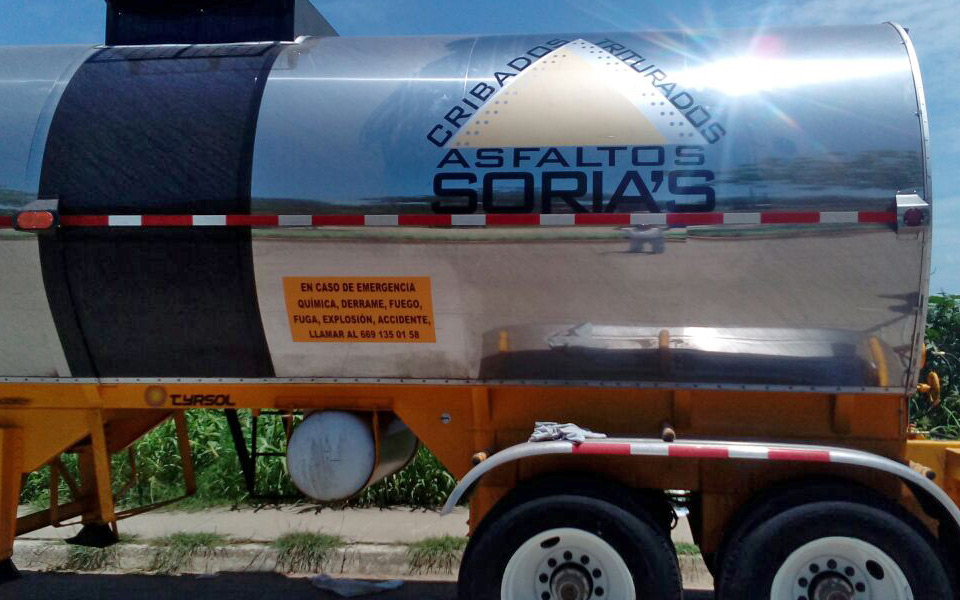 CRIBADOS TRITURADOS
ASFALTOS
SORIA'S
EN CASO DE EMERGENCIA
QUÍMICA, DERRAME, FUEGO,
FUGA, EXPLOSIÓN, ACCIDENTE,
LLAMAR AL 669 135 01 58
TYRSOL